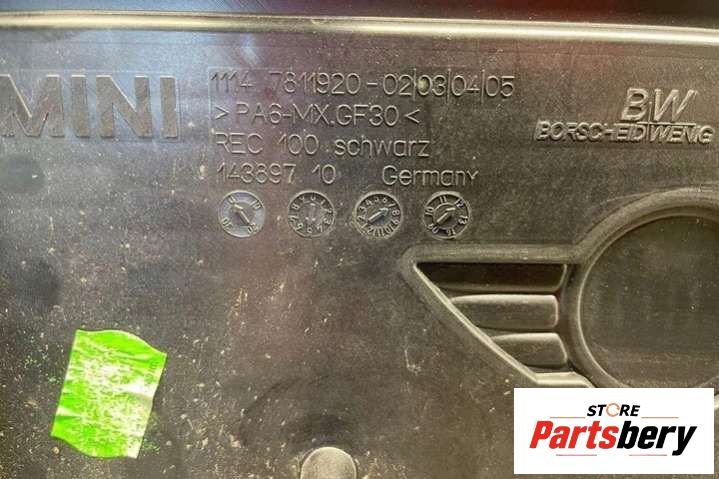 MINI
1114 7811920-02|03|04|05
>PA6-MX.GF30<
REC 100 schwarz
143897 10 Germany
BW
BORSCHEID WENIG
STORE
Partsbery